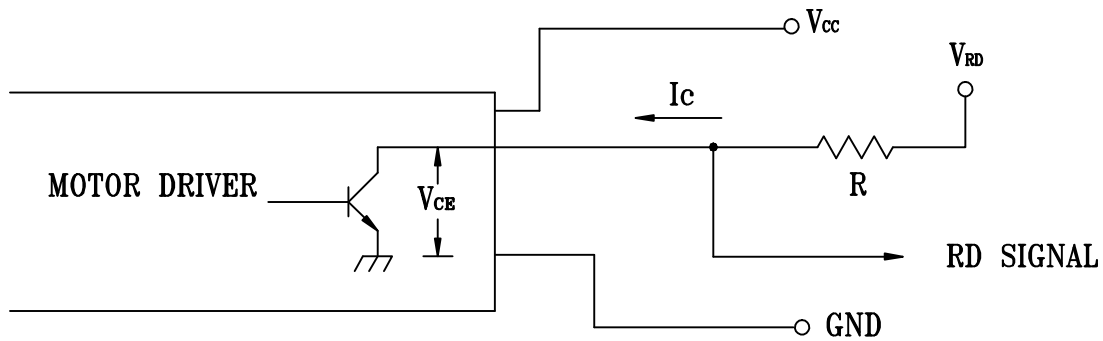 VCC
VRD
Ic
MOTOR DRIVER
VCE
R
RD SIGNAL
GND